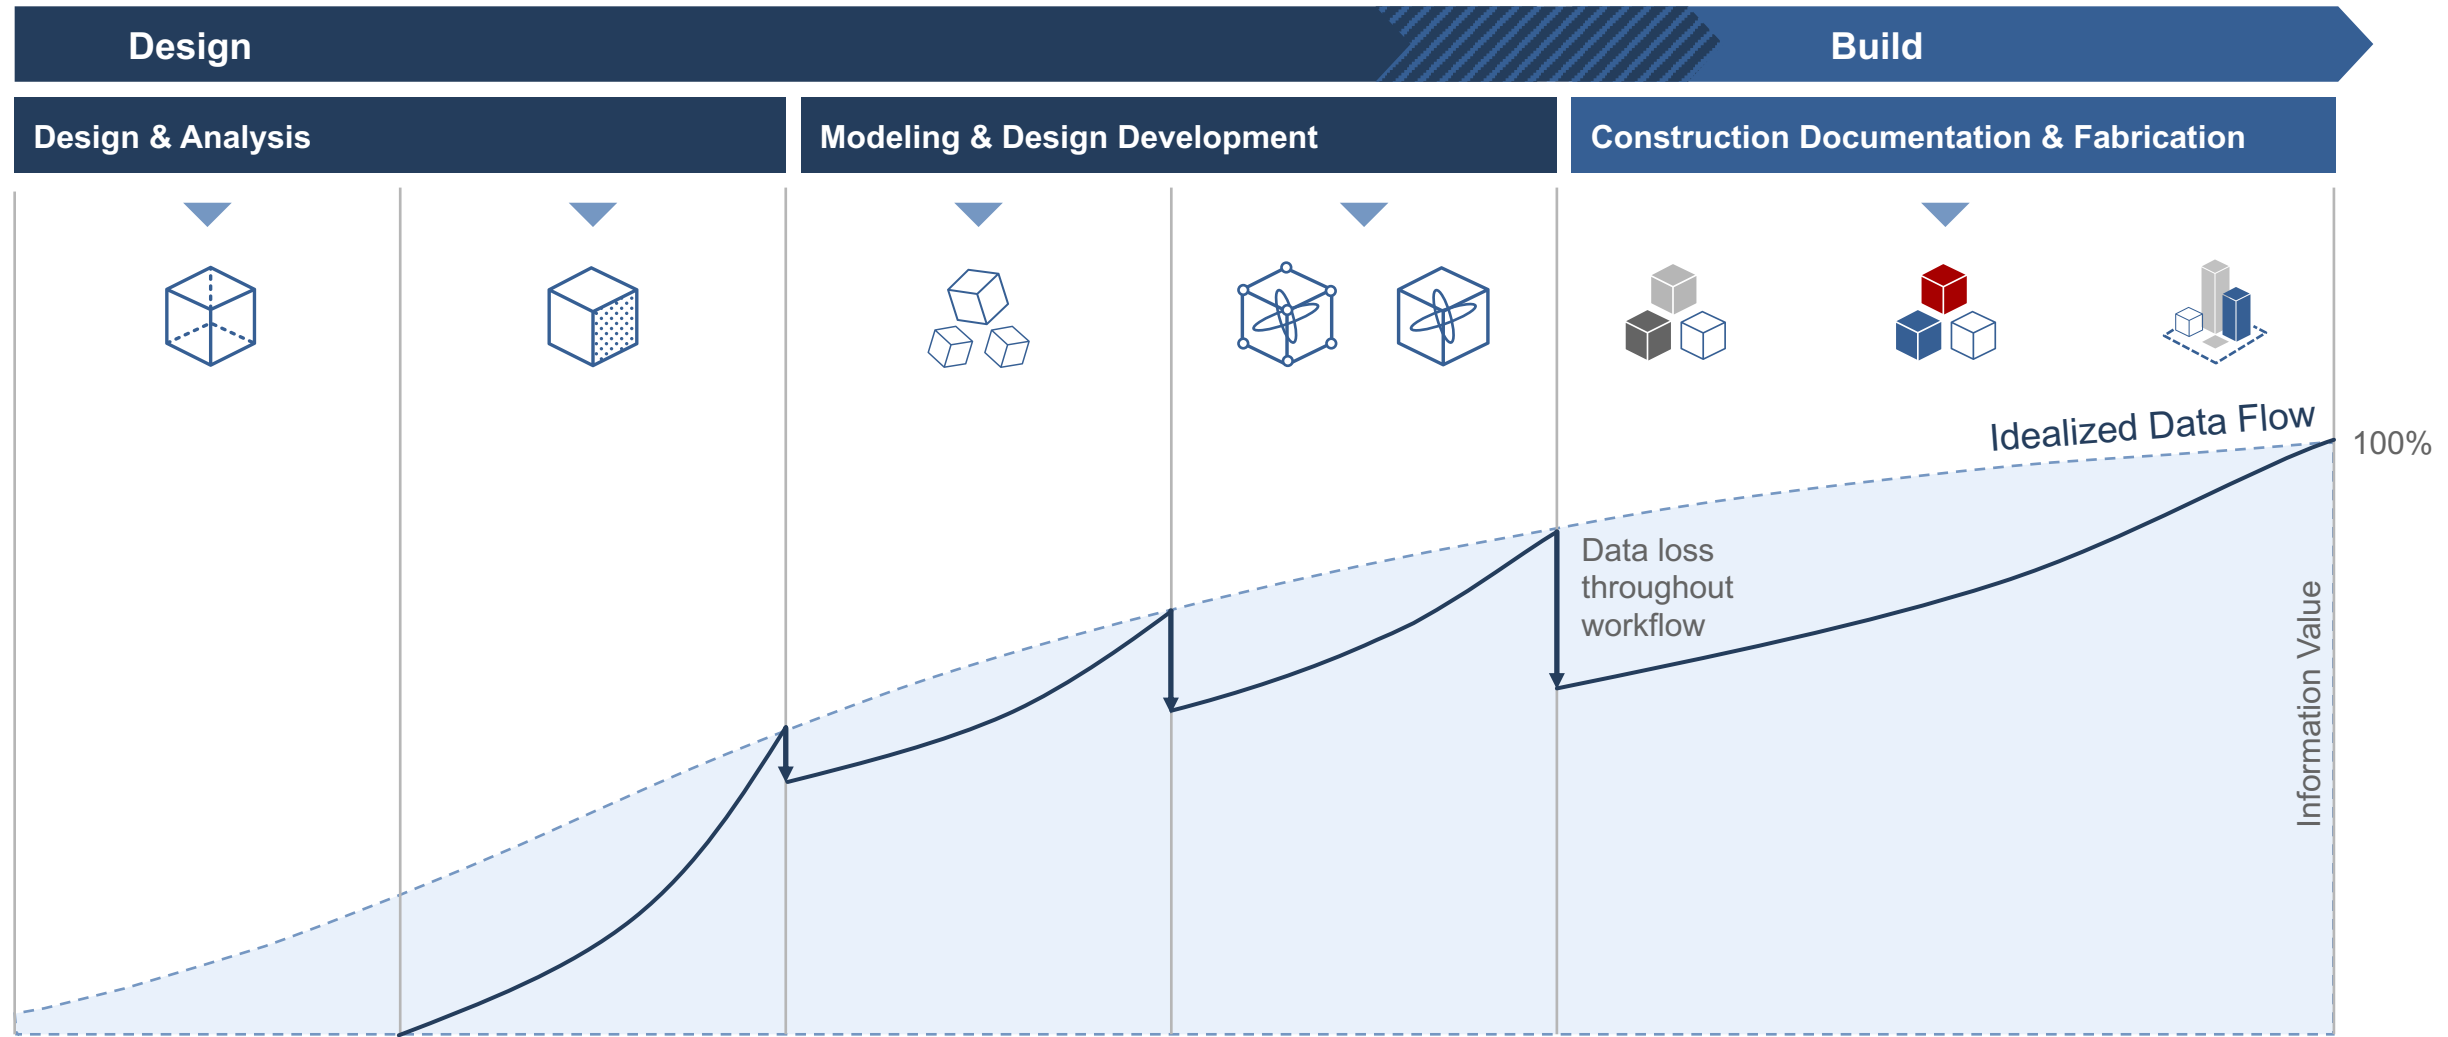 Design
Build
Design & Analysis
Modeling & Design Development
Construction Documentation & Fabrication
Idealized Data Flow
100%
Data loss
throughout
workflow
Information Value